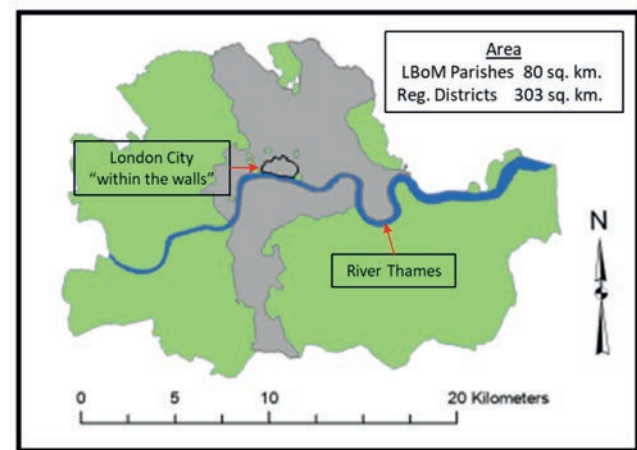 Area
LBoM Parishes 80 sq. km.
Reg. Districts 303 sq. km.
London City
"within the walls"
N
River Thames
0 5 10 20 Kilometers